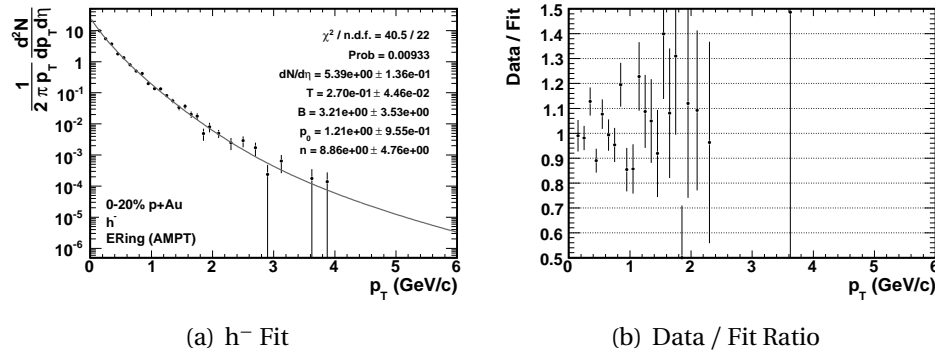 1
2 π p_T
d²N
dp_T dη
10
1
10⁻¹
10⁻²
10⁻³
10⁻⁴
10⁻⁵
10⁻⁶
χ² / n.d.f. = 40.5 / 22
Prob = 0.00933
dN/dη = 5.39e+00 ± 1.36e-01
T = 2.70e-01 ± 4.46e-02
B = 3.21e+00 ± 3.53e+00
p₀ = 1.21e+00 ± 9.55e-01
n = 8.86e+00 ± 4.76e+00
0-20% p+Au
h⁻
ERing (AMPT)
0 1 2 3 4 5 6
p_T (GeV/c)
(a) h⁻ Fit
Data / Fit
1.5
1.4
1.3
1.2
1.1
1
0.9
0.8
0.7
0.6
0.5
0 1 2 3 4 5 6
p_T (GeV/c)
(b) Data / Fit Ratio